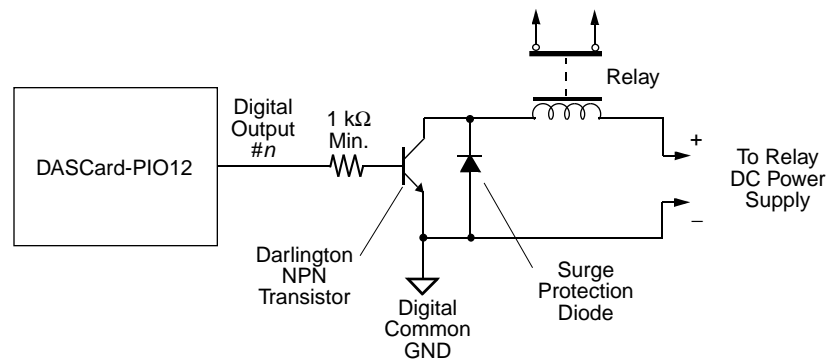 DASCard-PIO12
Digital
Output
#n
1 kΩ
Min.
Relay
+
To Relay
DC Power
Supply
–
Darlington
NPN
Transistor
Digital
Common
GND
Surge
Protection
Diode